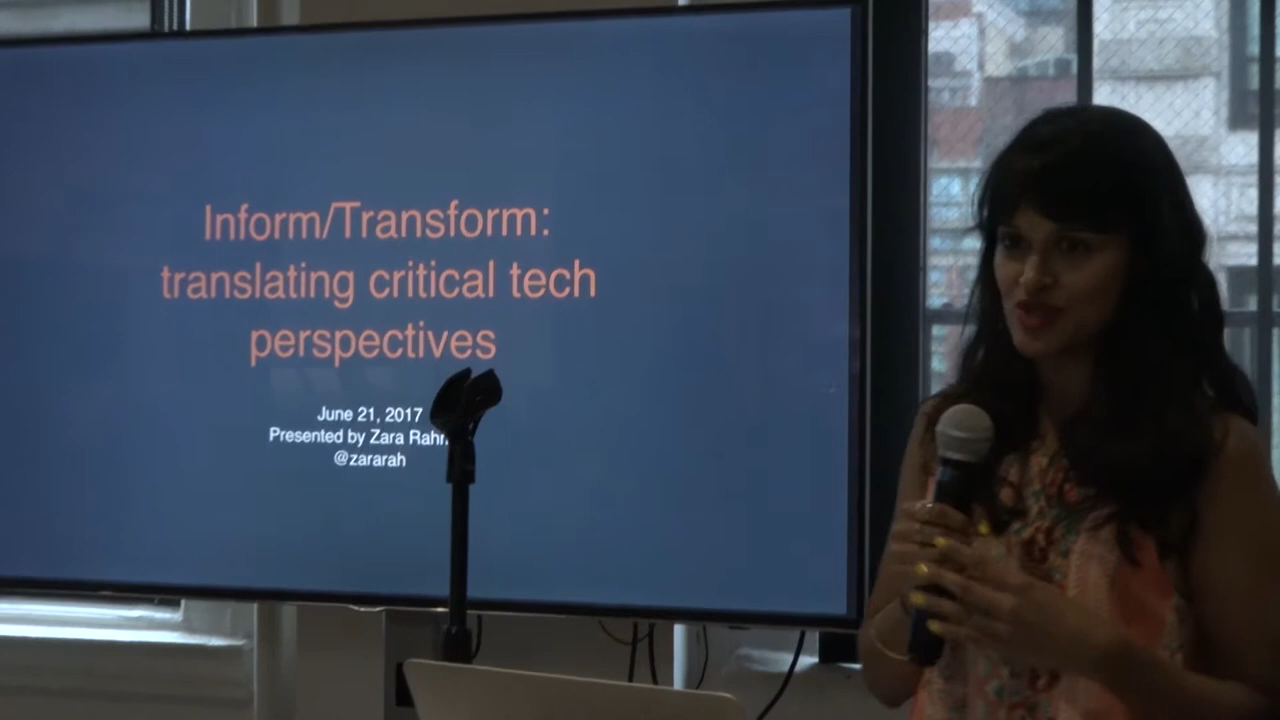 Inform/Transform:
translating critical tech
perspectives
June 21, 2017
Presented by Zara
@zararah